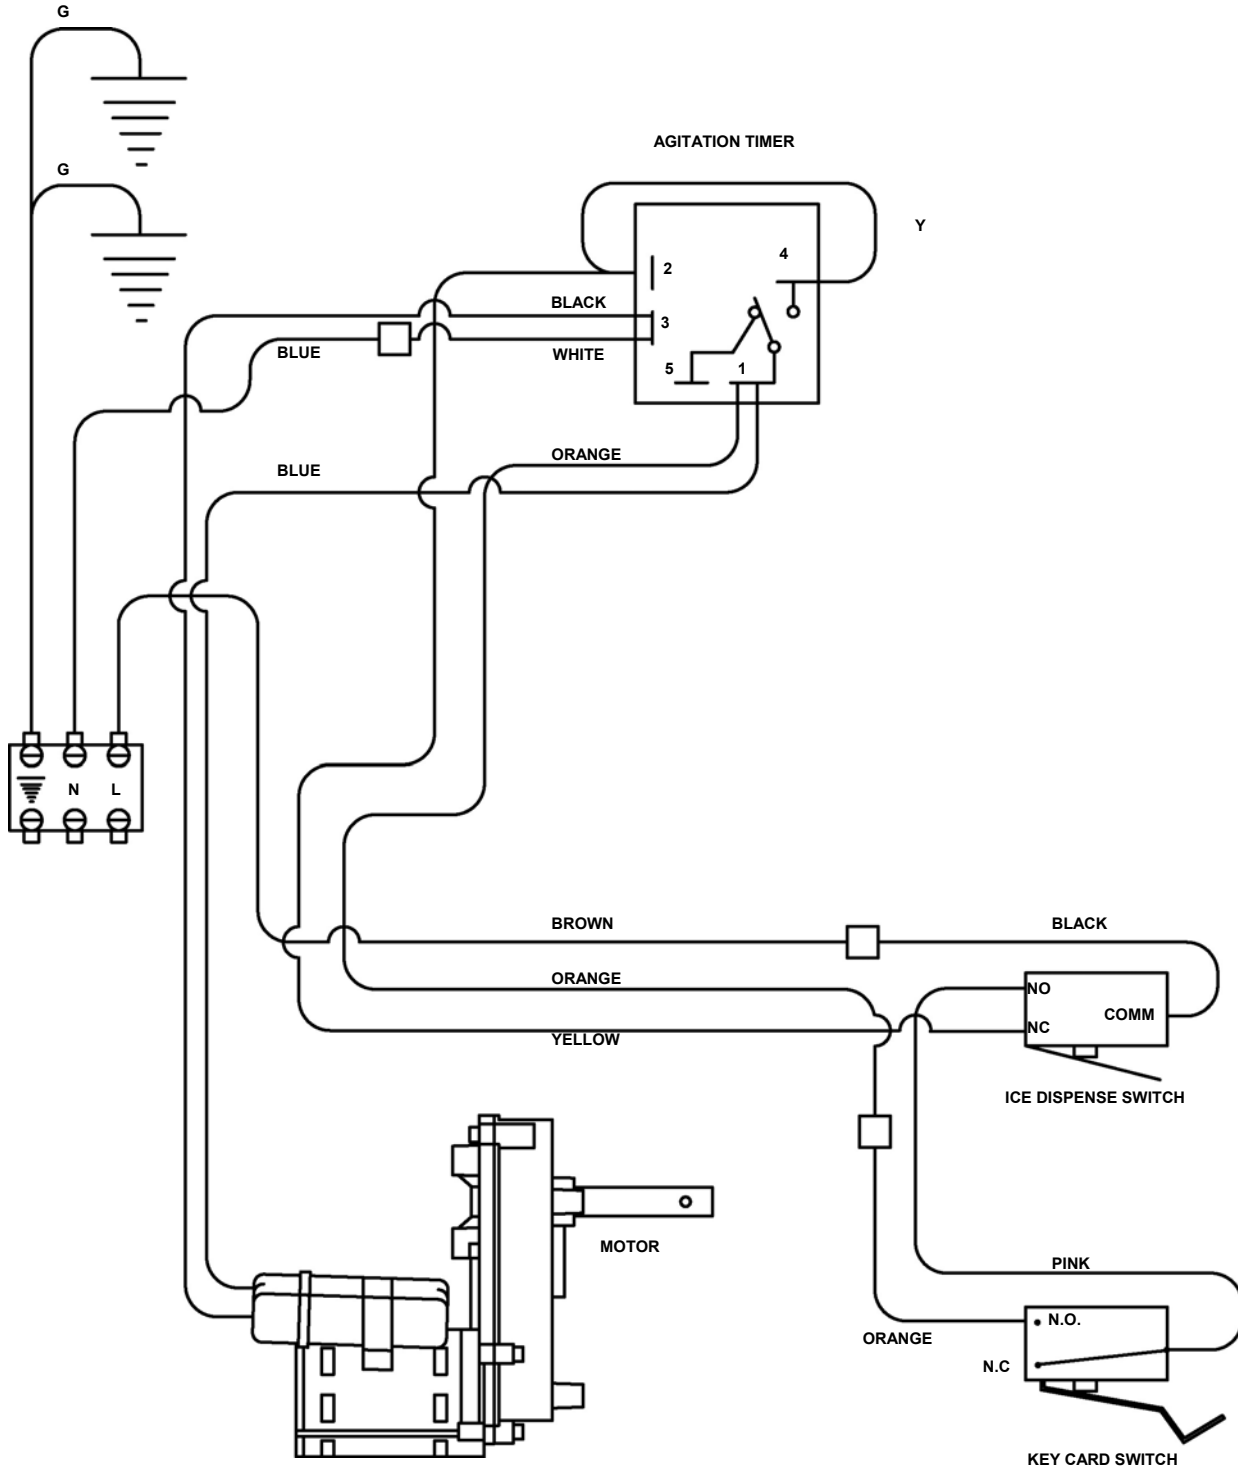 G
G
AGITATION TIMER
Y
4
2
BLACK
3
BLUE
WHITE
5
1
ORANGE
BLUE
N
L
BROWN
BLACK
ORANGE
NO
COMM
NC
YELLOW
ICE DISPENSE SWITCH
MOTOR
PINK
N.O.
ORANGE
N.C
KEY CARD SWITCH